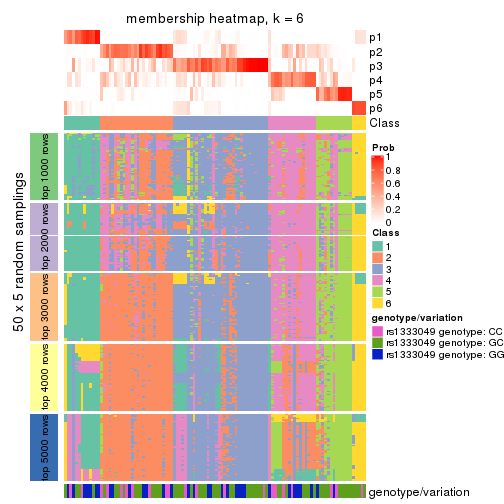 membership heatmap, k = 6
p1
p2
p3
p4
p5
p6
Class
50 x 5 random samplings
top 1000 rows
top 2000 rows
top 3000 rows
top 4000 rows
top 5000 rows
Prob
1
0.8
0.6
0.4
0.2
0
Class
1
2
3
4
5
6
genotype/variation
rs1333049 genotype: CC
rs1333049 genotype: GC
rs1333049 genotype: GG
genotype/variation